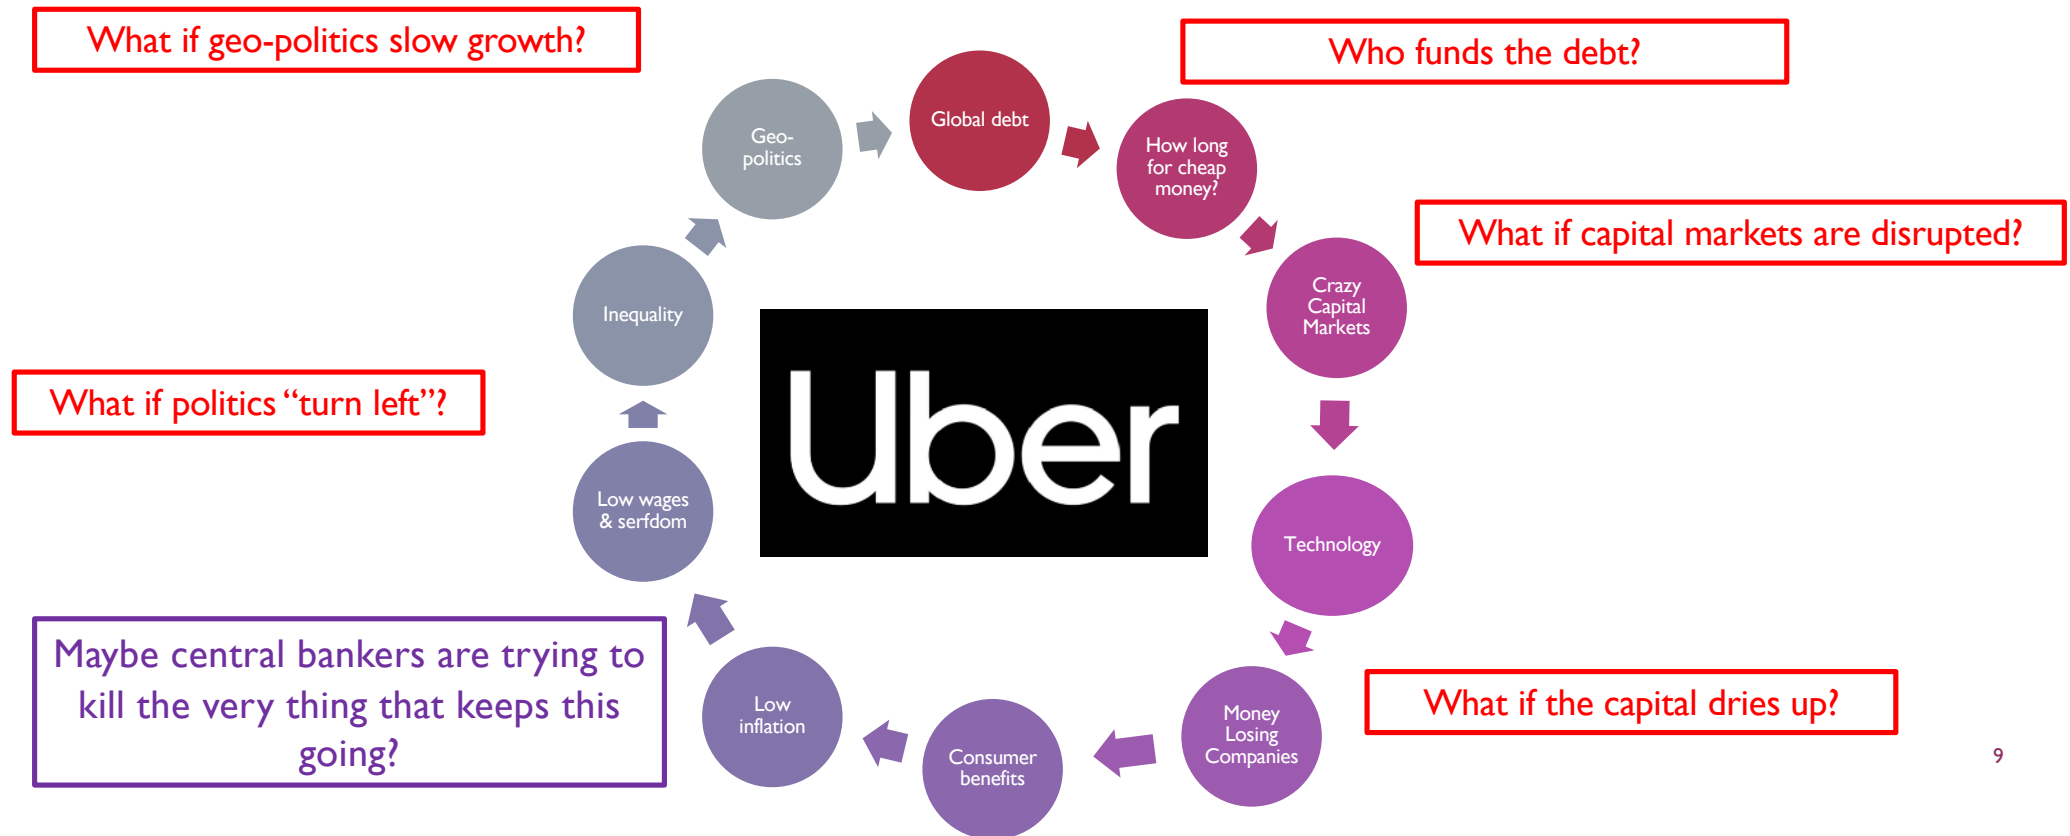 What if geo-politics slow growth?
Who funds the debt?
Global debt
How long
for cheap
money?
What if capital markets are disrupted?
Crazy
Capital
Markets
Technology
What if the capital dries up?
Money
Losing
Companies
Consumer
benefits
Low
inflation
Maybe central bankers are trying to
kill the very thing that keeps this
going?
Low wages
& serfdom
What if politics “turn left”?
Inequality
Geo-
politics
Uber
9